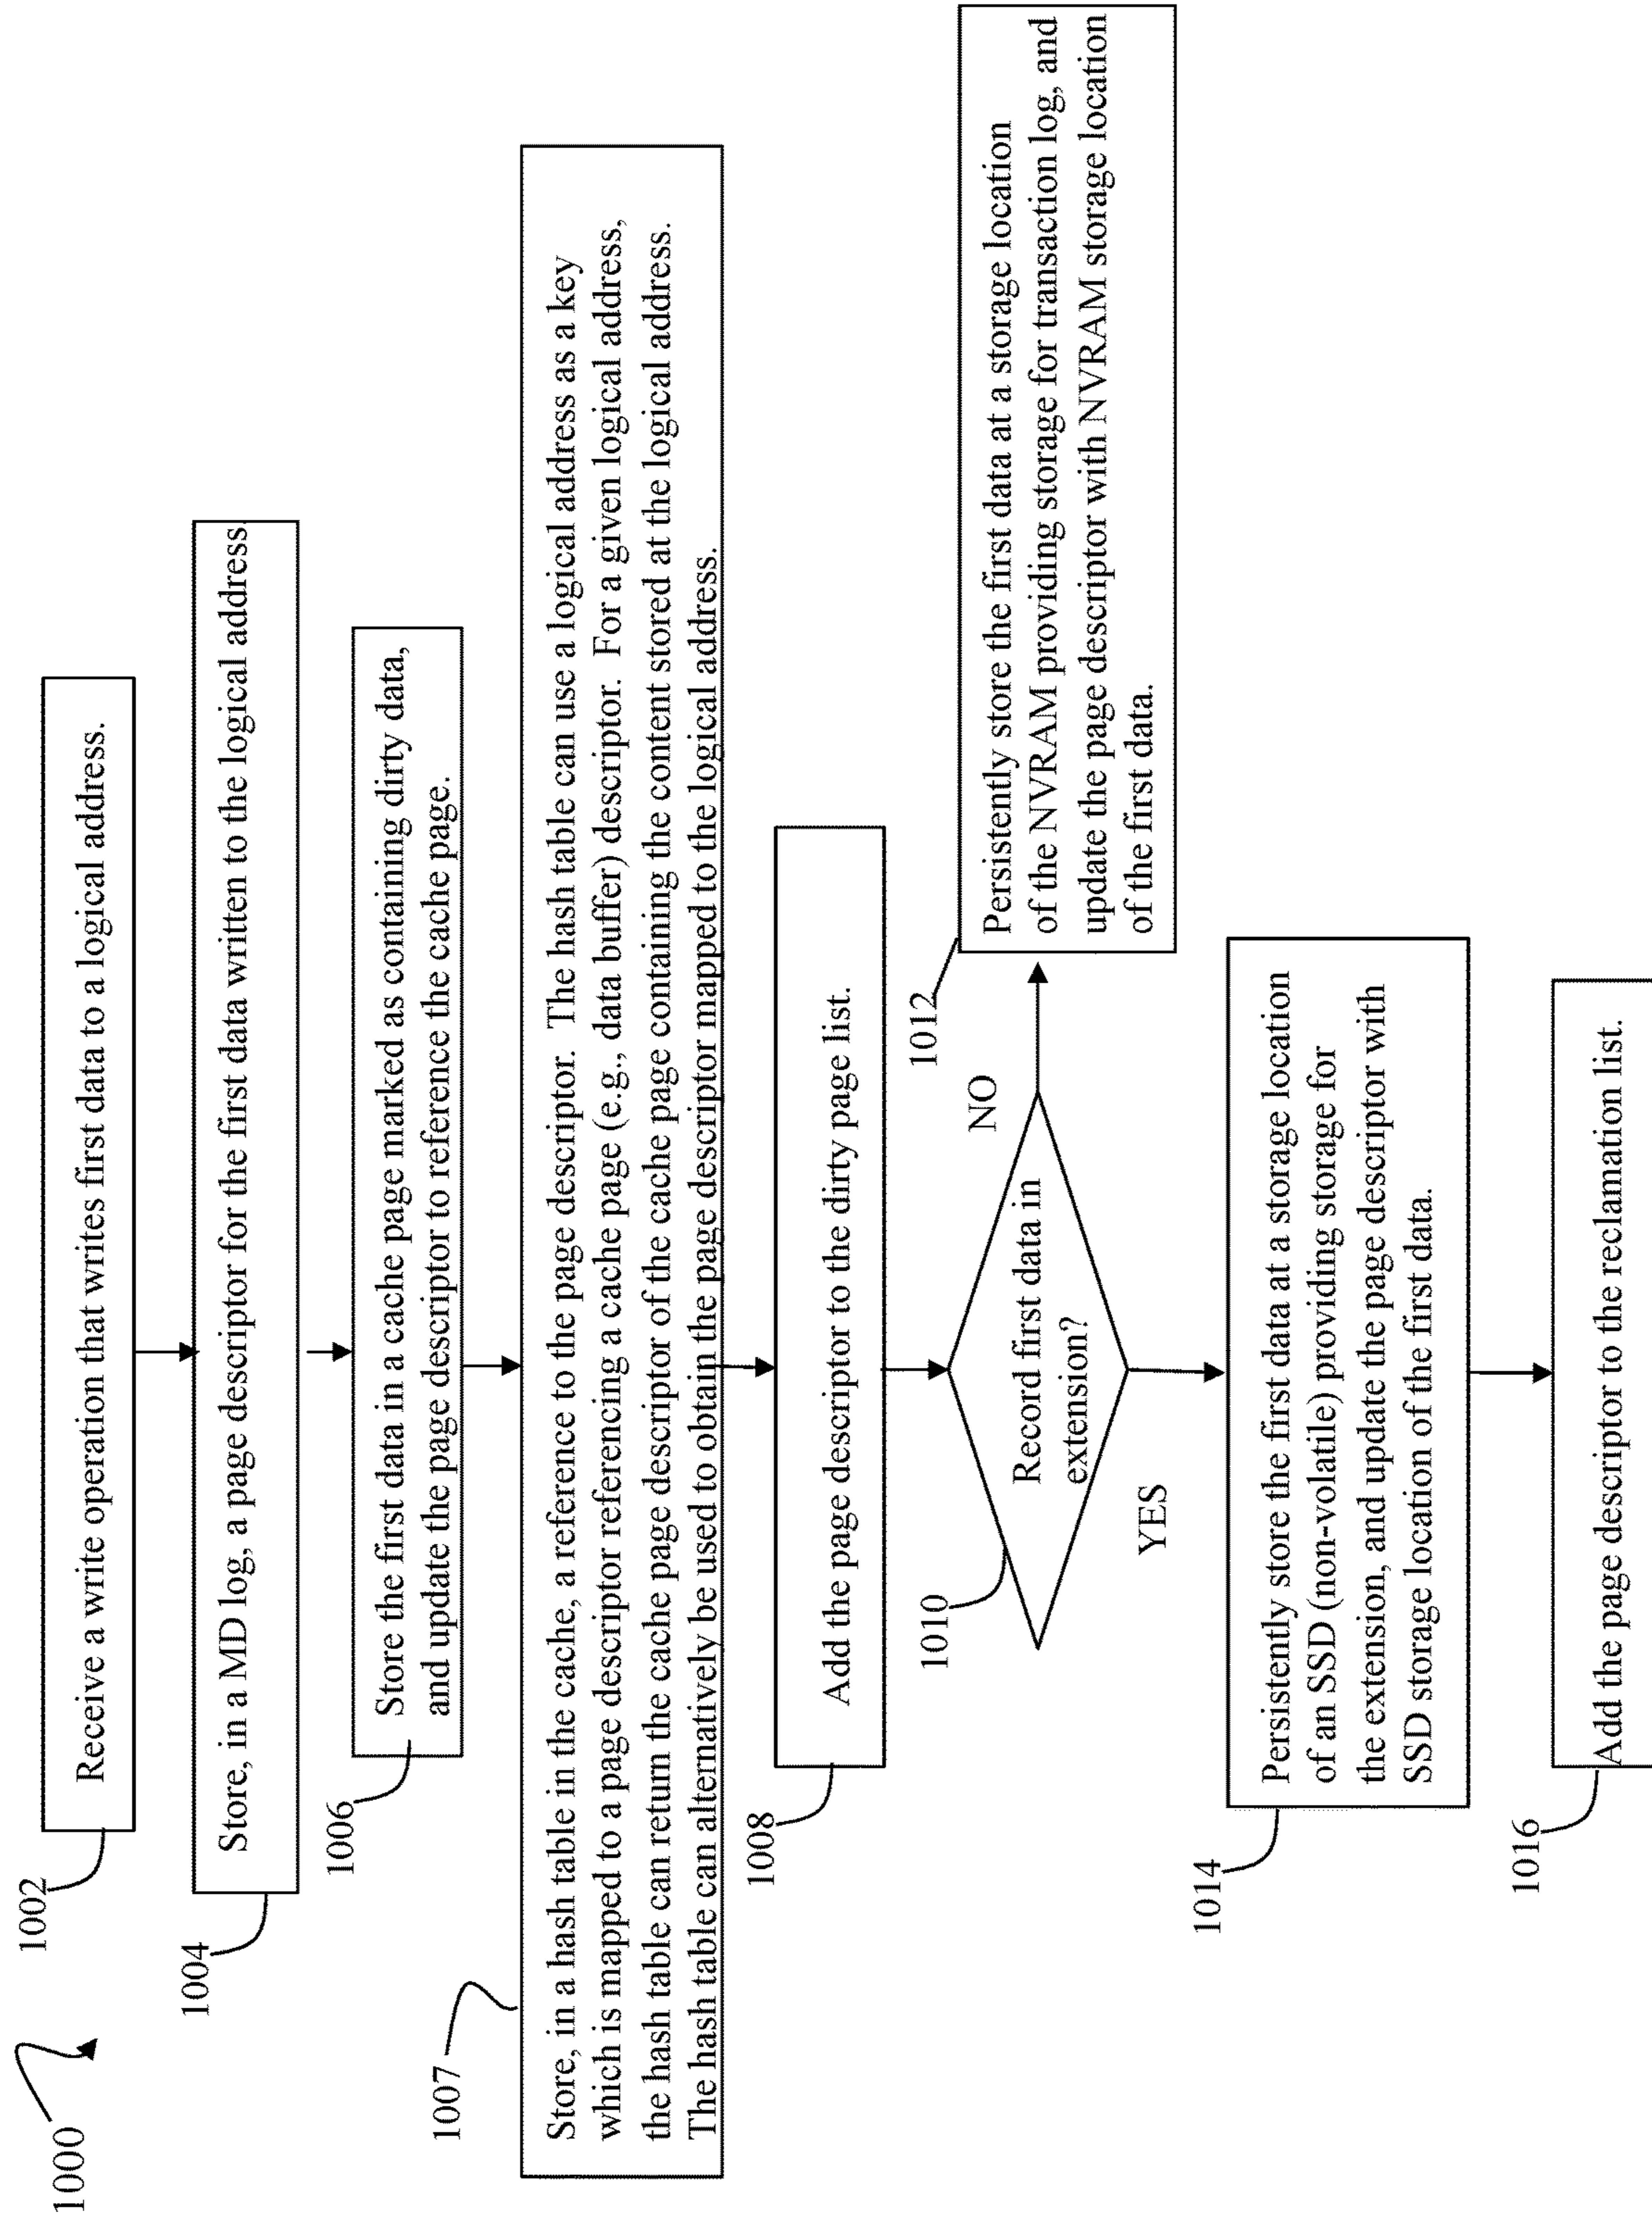 1000
1002
Receive a write operation that writes first data to a logical address.
1004
Store, in a MD log, a page descriptor for the first data written to the logical address
1006
Store the first data in a cache page marked as containing dirty data,
and update the page descriptor to reference the cache page.
1007
Store, in a hash table in the cache, a reference to the page descriptor. The hash table can use a logical address as a key
which is mapped to a page descriptor referencing a cache page (e.g., data buffer) descriptor. For a given logical address,
the hash table can return the cache page descriptor of the cache page containing the content stored at the logical address.
The hash table can alternatively be used to obtain the page descriptor mapped to the logical address.
1008
Add the page descriptor to the dirty page list.
1010
Record first data in
extension?
NO
1012
Persistently store the first data at a storage location
of the NVRAM providing storage for transaction log, and
update the page descriptor with NVRAM storage location
of the first data.
YES
1014
Persistently store the first data at a storage location
of an SSD (non-volatile) providing storage for
the extension, and update the page descriptor with
SSD storage location of the first data.
1016
Add the page descriptor to the reclamation list.